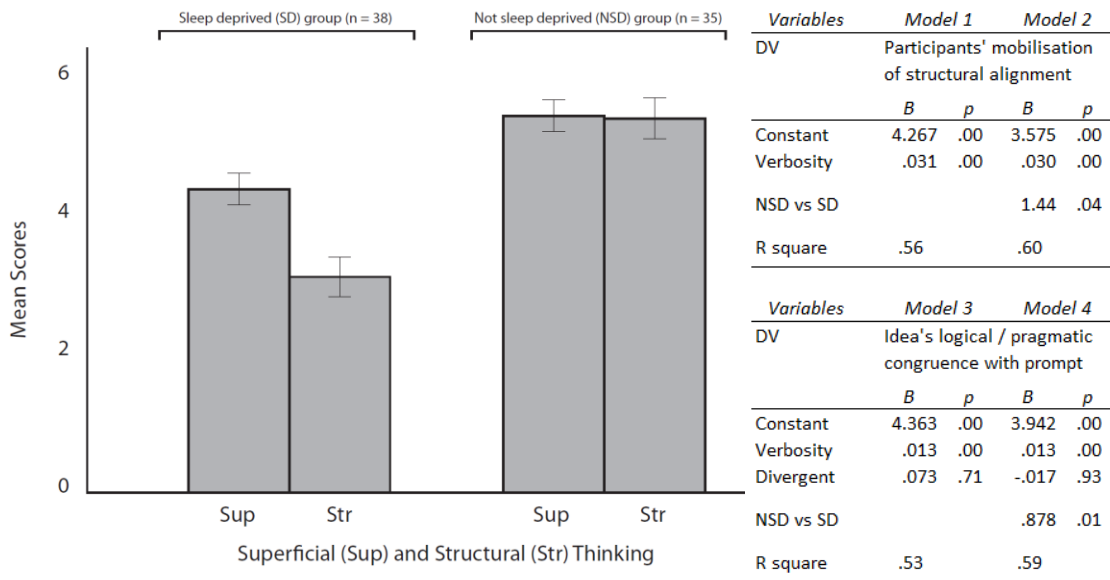 Sleep deprived (SD) group (n = 38)
Not sleep deprived (NSD) group (n = 35)
6
4
2
0
Mean Scores
Sup
Str
Sup
Str
Superficial (Sup) and Structural (Str) Thinking
Variables Model 1 Model 2
DV Participants' mobilisation
of structural alignment
B p B p
Constant 4.267 .00 3.575 .00
Verbosity .031 .00 .030 .00
NSD vs SD 1.44 .04
R square .56 .60
Variables Model 3 Model 4
DV Idea's logical / pragmatic
congruence with prompt
B p B p
Constant 4.363 .00 3.942 .00
Verbosity .013 .00 .013 .00
Divergent .073 .71 -.017 .93
NSD vs SD .878 .01
R square .53 .59